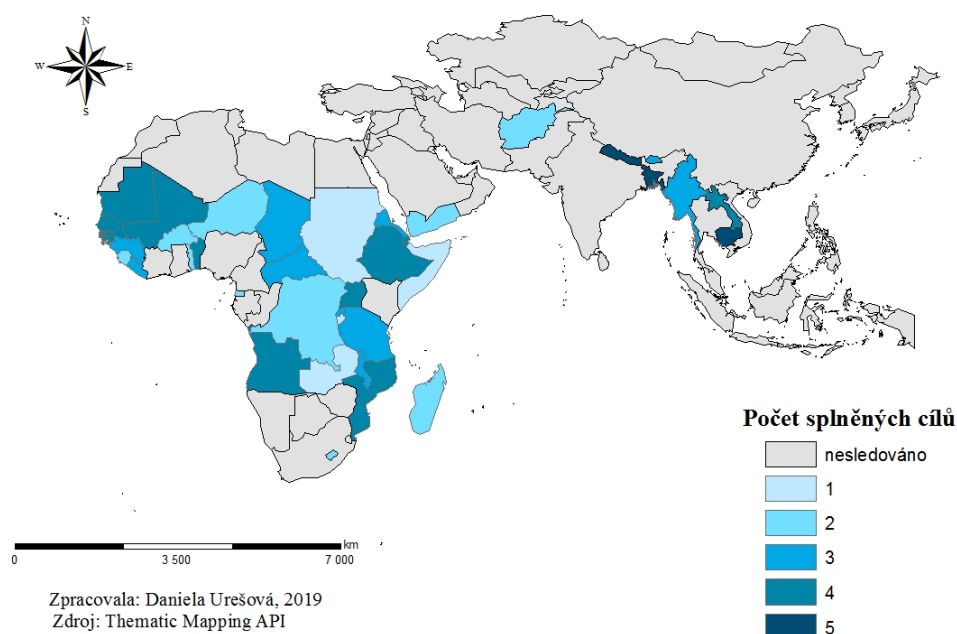 N
W E
S
Počet splněných cílů
nesledováno
1
2
3
4
5
km
0 3 500 7 000
Zpracovala: Daniela Urešová, 2019
Zdroj: Thematic Mapping API